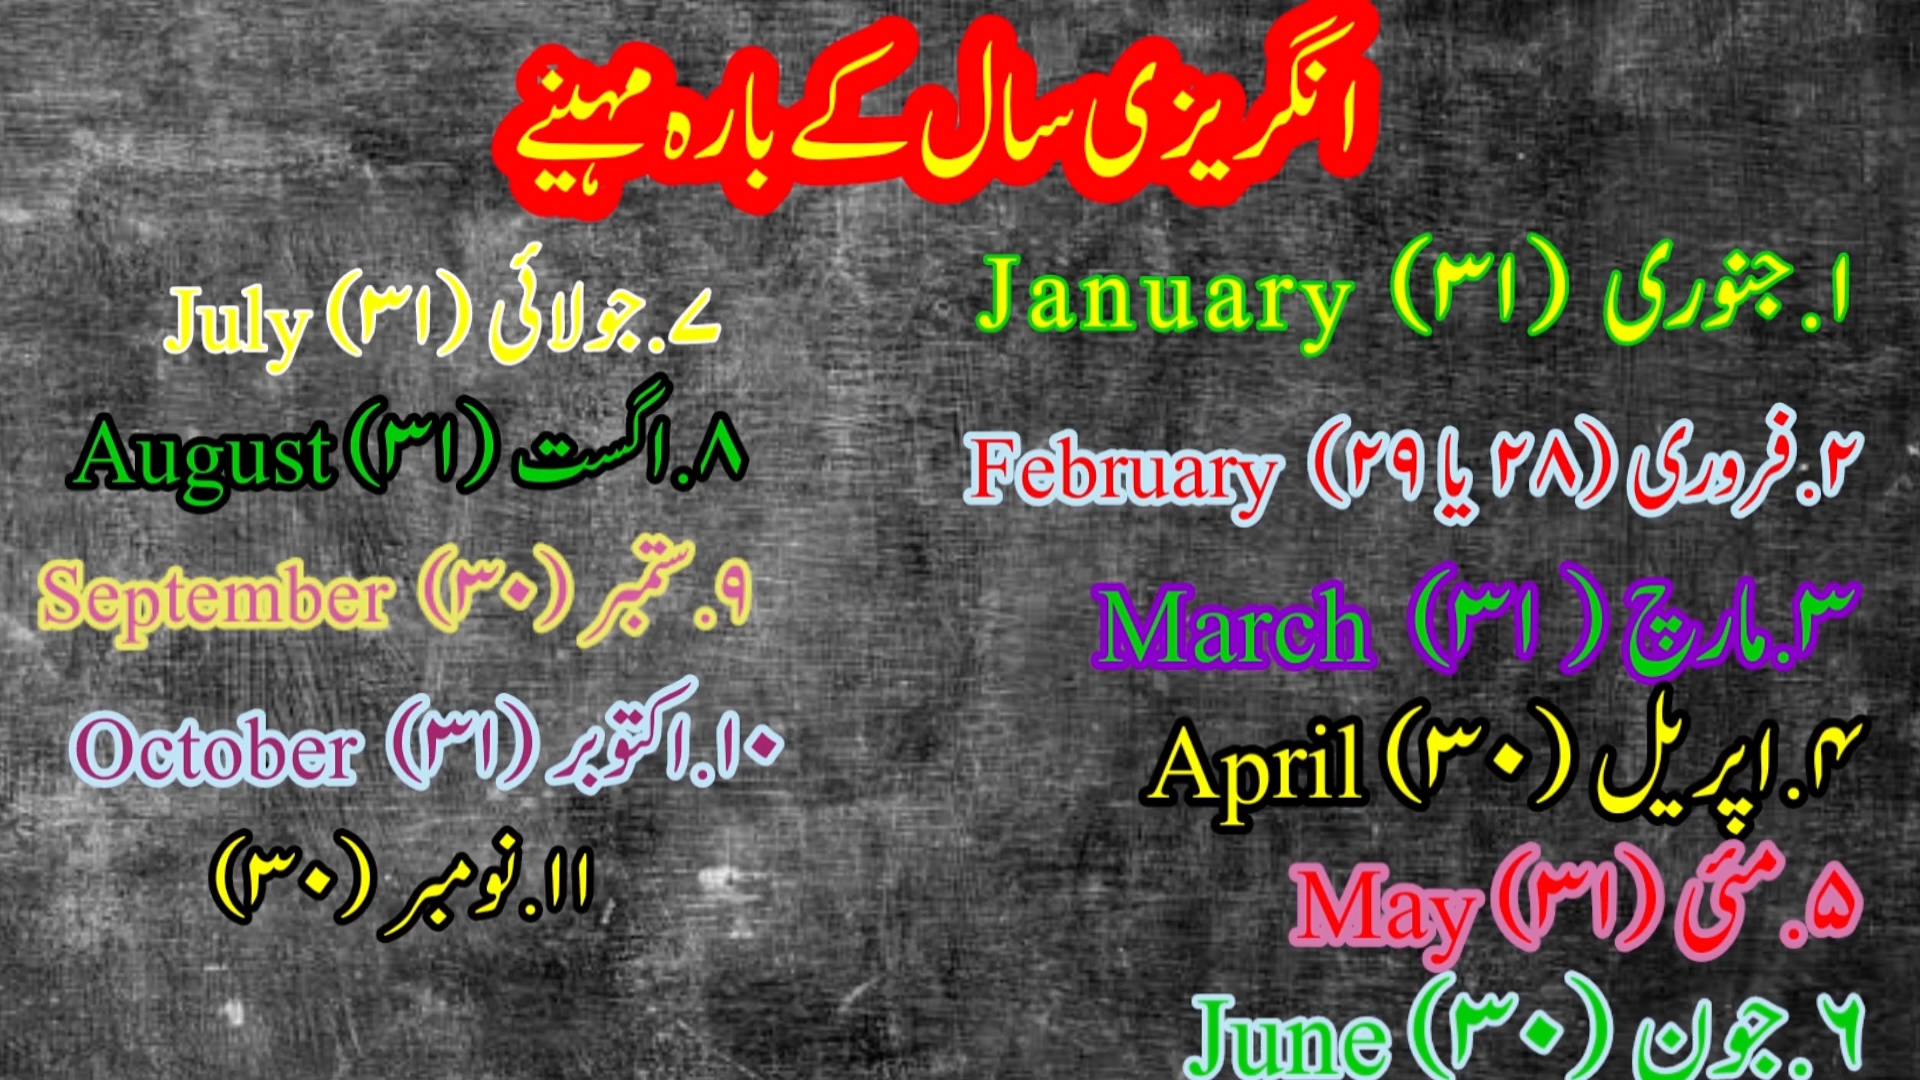 انگریزی سال کے بارہ مہینے
۱.جنوری (۳۱) January
۲.فروری (۲۸ یا ۲۹) February
۳.مارچ (۳۱ ) March
۴.اپریل (۳۰) April
۵.مئی (۳۱) May
۶.جون (۳۰) June
۷.جولائی (۳۱) July
۸.اگست (۳۱) August
۹.ستمبر (۳۰) September
۱۰.اکتوبر (۳۱) October
۱۱.نومبر (۳۰)